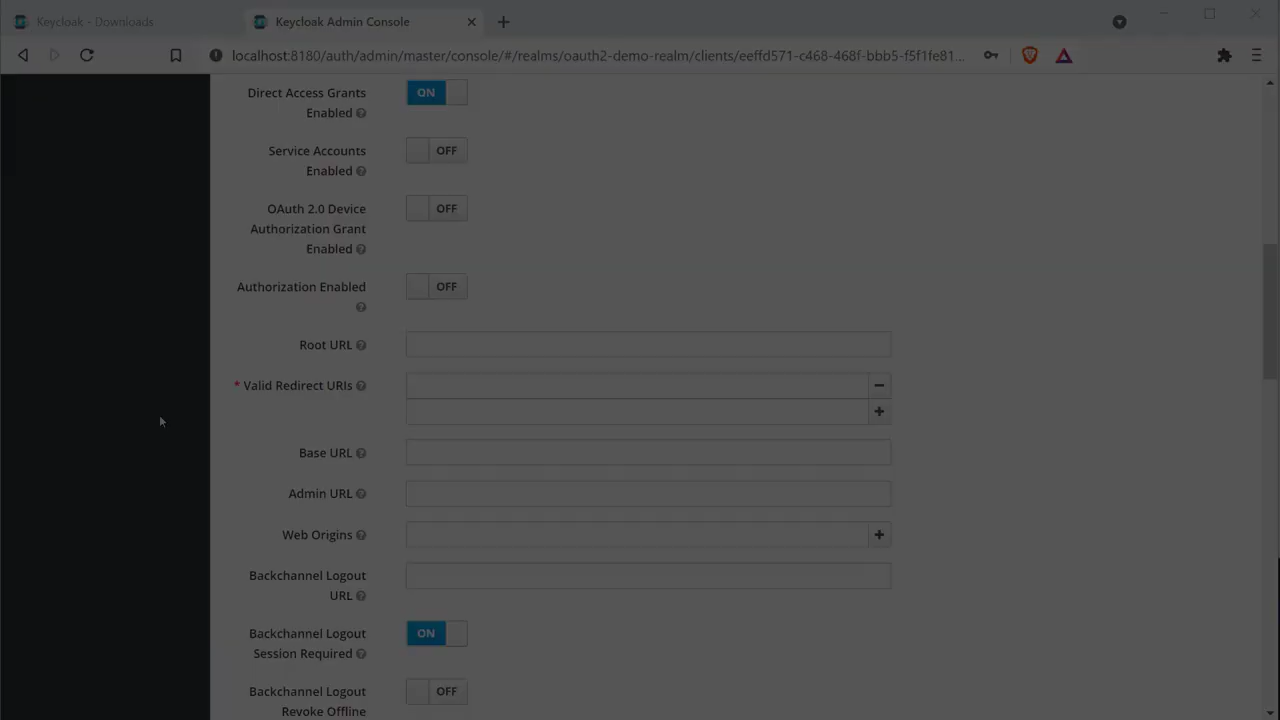 Keycloak - Downloads
Keycloak Admin Console
localhost:8180/auth/admin/master/console/#/realms/oauth2-demo-realm/clients/eeffd571-c468-468f-bbb5-f5f1fe81...
Direct Access Grants
Enabled
ON
Service Accounts
Enabled
OFF
OAuth 2.0 Device
Authorization Grant
Enabled
OFF
Authorization Enabled
OFF
Root URL
* Valid Redirect URIs
Base URL
Admin URL
Web Origins
Backchannel Logout
URL
Backchannel Logout
Session Required
ON
Backchannel Logout
Revoke Offline
OFF